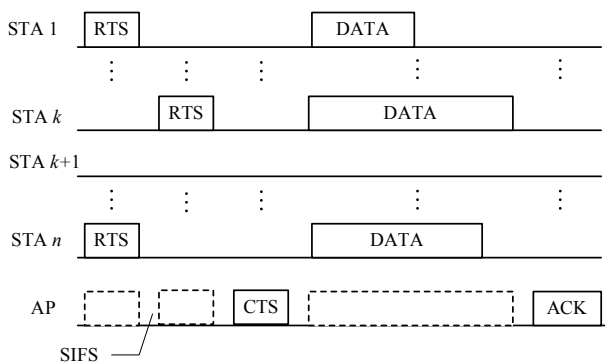 STA 1 RTS DATA
STA k RTS DATA
STA k+1
STA n RTS DATA
AP CTS ACK
SIFS